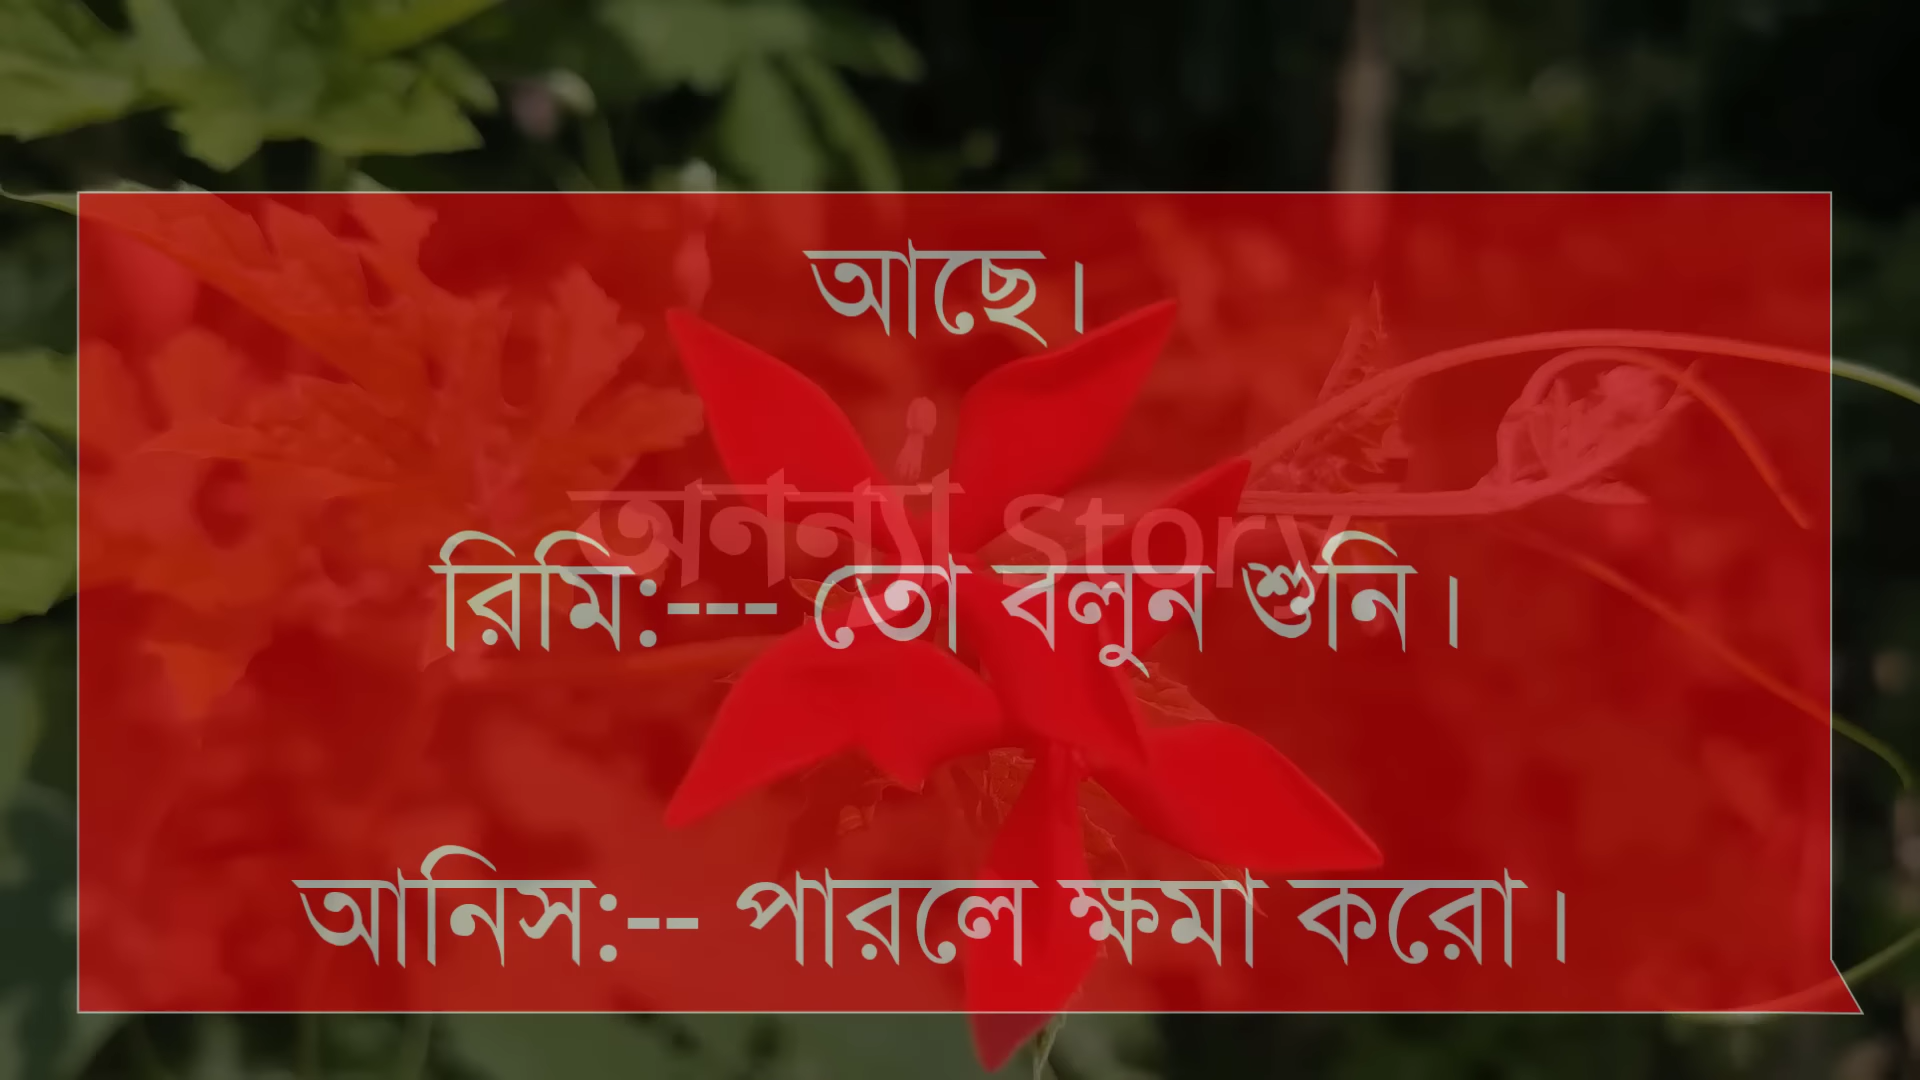 আছে।
অনন্যা Story
রিমি:--- তো বলুন শুনি।
আনিস:-- পারলে ক্ষমা করো।